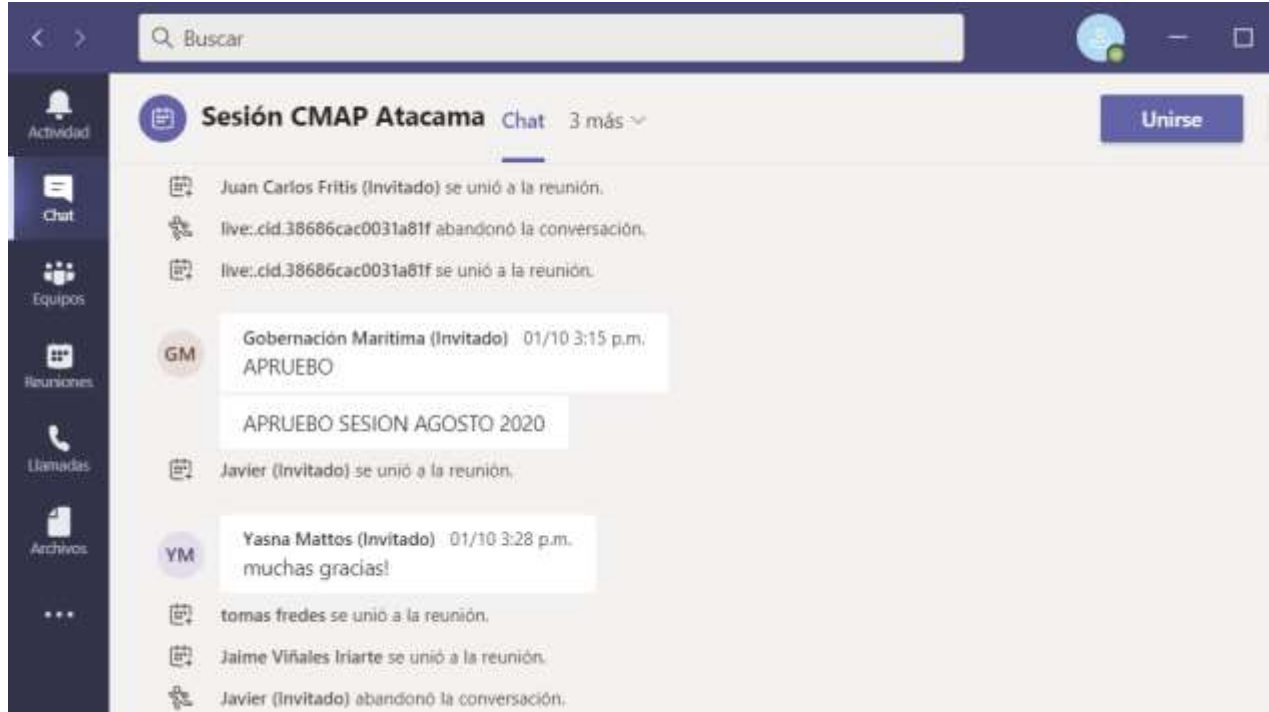 Buscar
Actividad
Chat
Equipos
Reuniones
Llamadas
Archivos
Sesión CMAP Atacama Chat 3 más
Unirse
Juan Carlos Fritis (Invitado) se unió a la reunión.
live:.cid.38686cac0031a81f abandonó la conversación.
live:.cid.38686cac0031a81f se unió a la reunión.
GM
Gobernación Marítima (Invitado) 01/10 3:15 p.m.
APRUEBO
APRUEBO SESION AGOSTO 2020
Javier (Invitado) se unió a la reunión.
YM
Yasna Mattos (Invitado) 01/10 3:28 p.m.
muchas gracias!
tomas fredes se unió a la reunión.
Jaime Viñales Iriarte se unió a la reunión.
Javier (Invitado) abandonó la conversación.